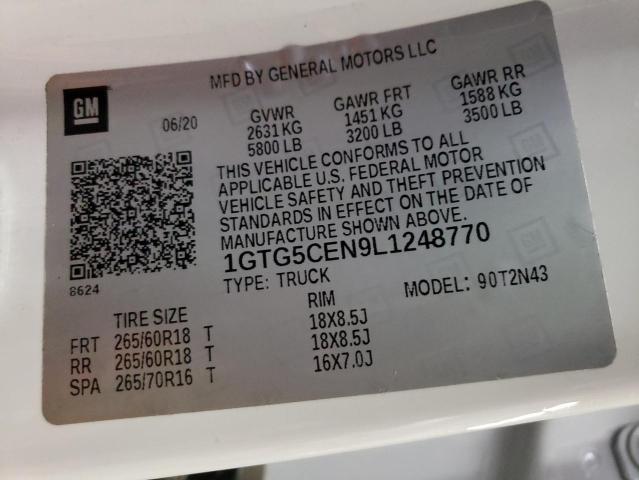 MFD BY GENERAL MOTORS LLC
GM
06/20 GVWR GAWR FRT GAWR RR
2631 KG 1451 KG 1588 KG
5800 LB 3200 LB 3500 LB
THIS VEHICLE CONFORMS TO ALL
APPLICABLE U.S. FEDERAL MOTOR
VEHICLE SAFETY AND THEFT PREVENTION
STANDARDS IN EFFECT ON THE DATE OF
MANUFACTURE SHOWN ABOVE.
1GTG5CEN9L1248770
8624 TYPE: TRUCK MODEL: 90T2N43
TIRE SIZE RIM
FRT 265/60R18 T 18X8.5J
RR 265/60R18 T 18X8.5J
SPA 265/70R16 T 16X7.0J